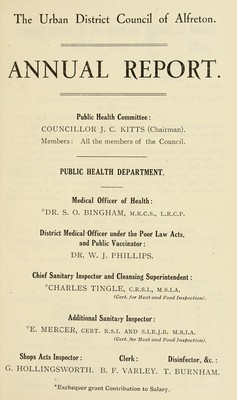 The Urban District Council of Alfreton.
ANNUAL REPORT.
Public Health Committee:
COUNCILLOR J. C. KITTS (Chairman).
Members: All the members of the Council.
PUBLIC HEALTH DEPARTMENT.
Medical Officer of Health:
*DR. S. O. BINGHAM, M.R.C.S., L.R.C.P.
District Medical Officer under the Poor Law Acts,
and Public Vaccinator:
DR. W. J. PHILLIPS.
Chief Sanitary Inspector and Cleansing Superintendent:
*CHARLES TINGLE, C.R.S.I., M.S.I.A.
(Cert. for Meat and Food Inspection).
Additional Sanitary Inspector:
*E. MERCER, CERT. R.S.I. AND S.I.E.J.B. M.S.I.A.
(Cert. for Meat and Food Inspection).
Shops Acts Inspector: Clerk: Disinfector, &c.:
G. HOLLINGSWORTH. B. F. VARLEY. T. BURNHAM.
*Exchequer grant Contribution to Salary.